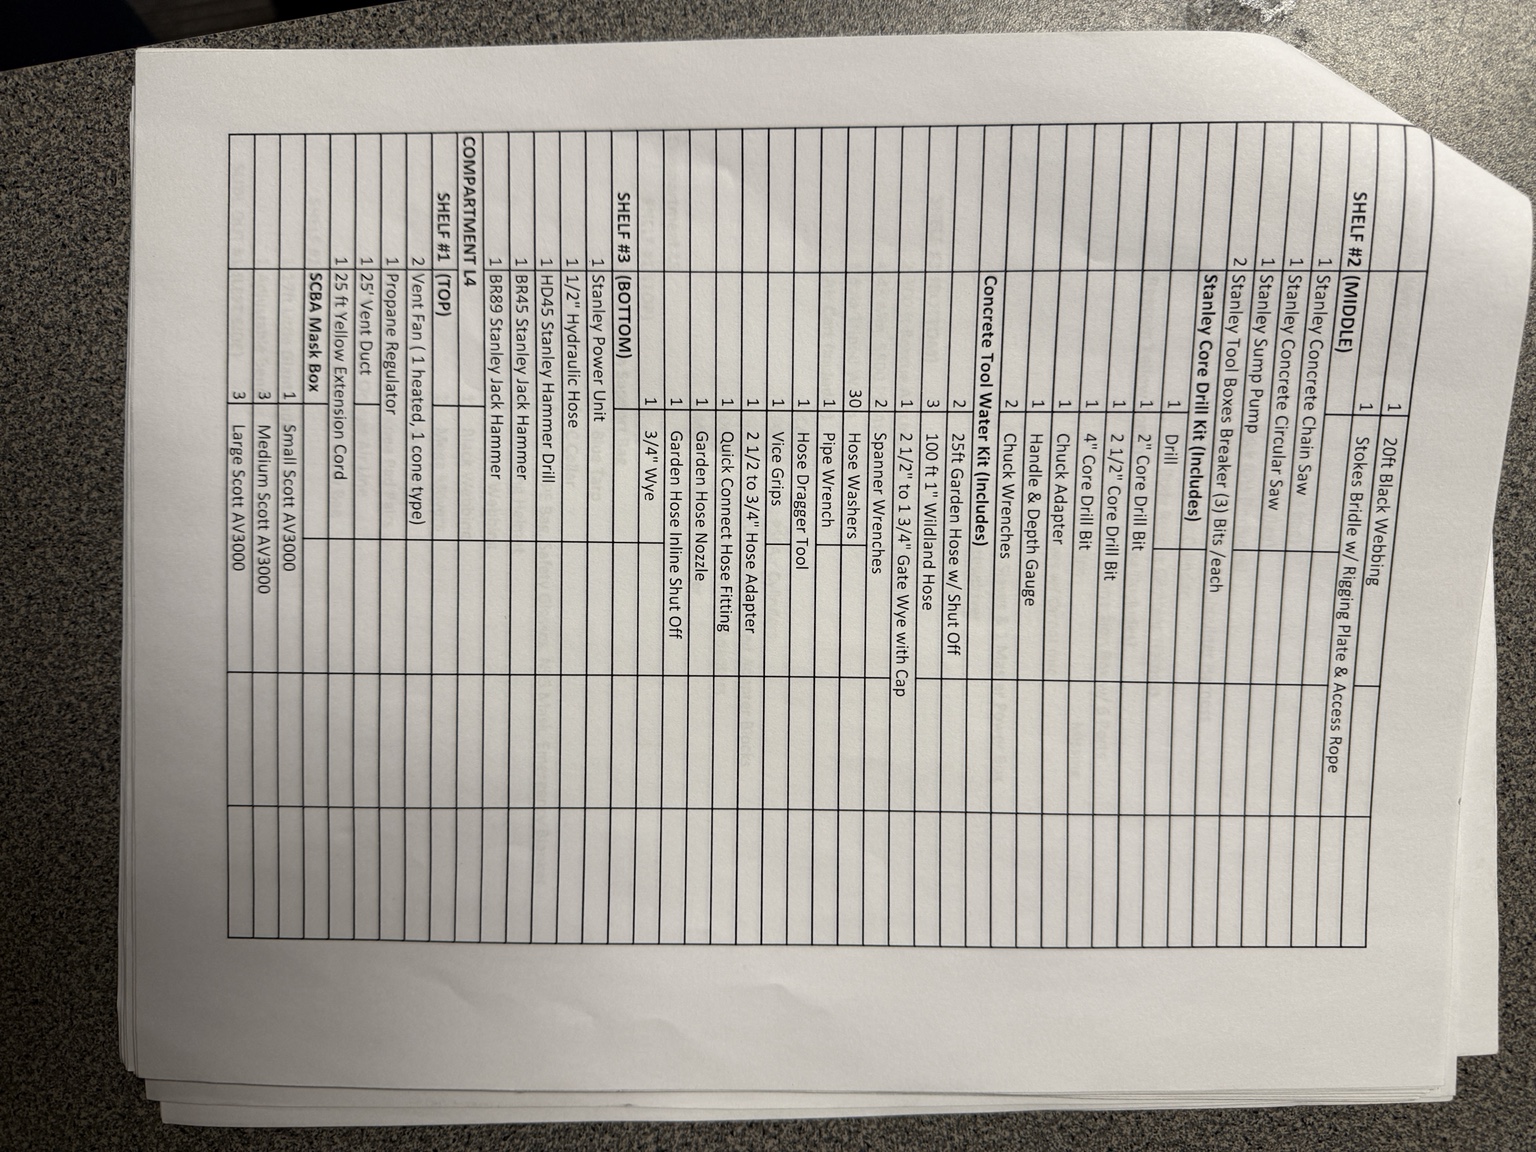 1 20ft Black Webbing
1 Stokes Bridle w/ Rigging Plate & Access Rope
SHELF #2 (MIDDLE)
1 Stanley Concrete Chain Saw
1 Stanley Concrete Circular Saw
1 Stanley Sump Pump
2 Stanley Tool Boxes Breaker (3) Bits /each
Stanley Core Drill Kit (Includes)
1 Drill
1 2" Core Drill Bit
1 2 1/2" Core Drill Bit
1 4" Core Drill Bit
1 Chuck Adapter
1 Handle & Depth Gauge
2 Chuck Wrenches
Concrete Tool Water Kit (Includes)
2 25ft Garden Hose w/ Shut Off
3 100 ft 1" Wildland Hose
1 2 1/2" to 1 3/4" Gate Wye with Cap
2 Spanner Wrenches
30 Hose Washers
1 Pipe Wrench
1 Hose Dragger Tool
1 Vice Grips
1 2 1/2 to 3/4" Hose Adapter
1 Quick Connect Hose Fitting
1 Garden Hose Nozzle
1 Garden Hose Inline Shut Off
1 3/4" Wye
SHELF #3 (BOTTOM)
1 Stanley Power Unit
1 1/2" Hydraulic Hose
1 HD45 Stanley Hammer Drill
1 BR45 Stanley Jack Hammer
1 BR89 Stanley Jack Hammer
COMPARTMENT L4
SHELF #1 (TOP)
2 Vent Fan ( 1 heated, 1 cone type)
1 Propane Regulator
1 25' Vent Duct
1 25 ft Yellow Extension Cord
SCBA Mask Box
1 Small Scott AV3000
3 Medium Scott AV3000
3 Large Scott AV3000